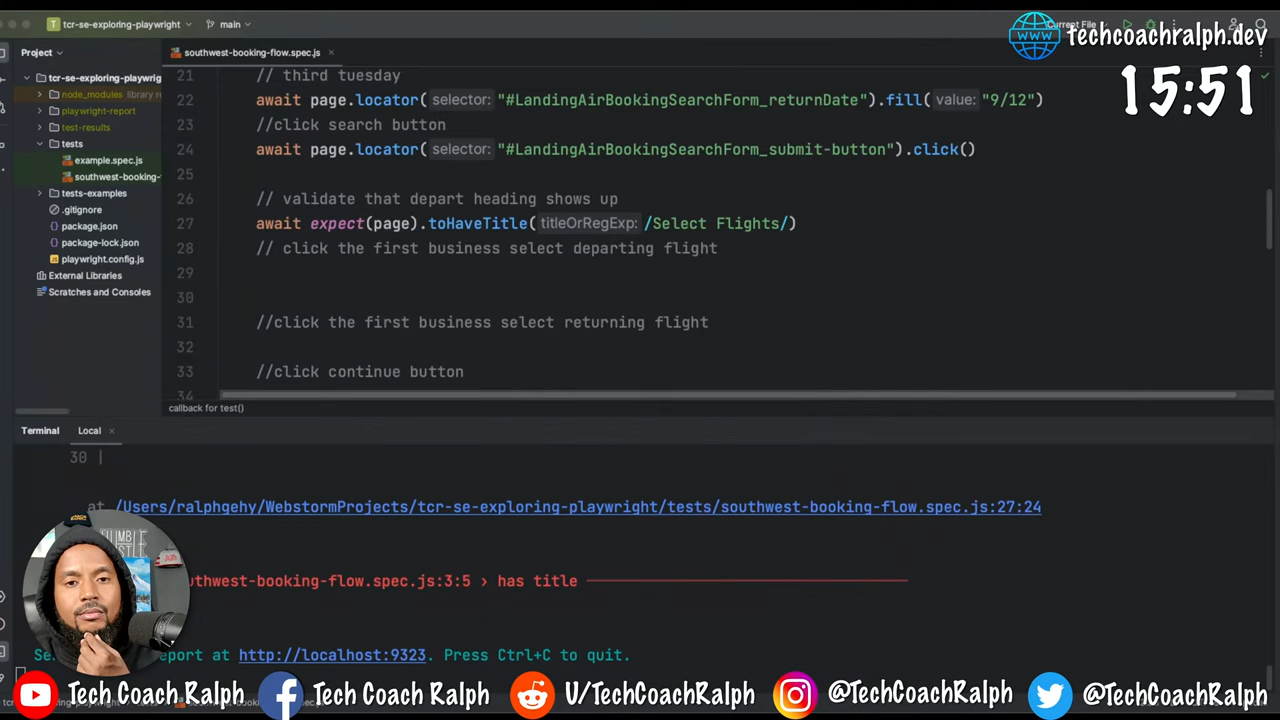 tcr-se-exploring-playwright
main
Current File
WWW
techcoachralph.dev
15:51
Project
southwest-booking-flow.spec.js
tcr-se-exploring-playwrig
node_modules library
playwright-report
test-results
tests
example.spec.js
southwest-booking-
tests-examples
.gitignore
package.json
package-lock.json
playwright.config.js
External Libraries
Scratches and Consoles
21 // third tuesday
22 await page.locator( selector: "#LandingAirBookingSearchForm_returnDate").fill( value: "9/12")
23 //click search button
24 await page.locator( selector: "#LandingAirBookingSearchForm_submit-button").click()
25
26 // validate that depart heading shows up
27 await expect(page).toHaveTitle( titleOrRegExp: /Select Flights/)
28 // click the first business select departing flight
29
30
31 //click the first business select returning flight
32
33 //click continue button
34
callback for test()
Terminal Local
30 |
at /Users/ralphgehy/WebstormProjects/tcr-se-exploring-playwright/tests/southwest-booking-flow.spec.js:27:24
uthwest-booking-flow.spec.js:3:5 › has title
Se eport at http://localhost:9323. Press Ctrl+C to quit.
Tech Coach Ralph
Tech Coach Ralph
U/TechCoachRalph
@TechCoachRalph
@TechCoachRalph